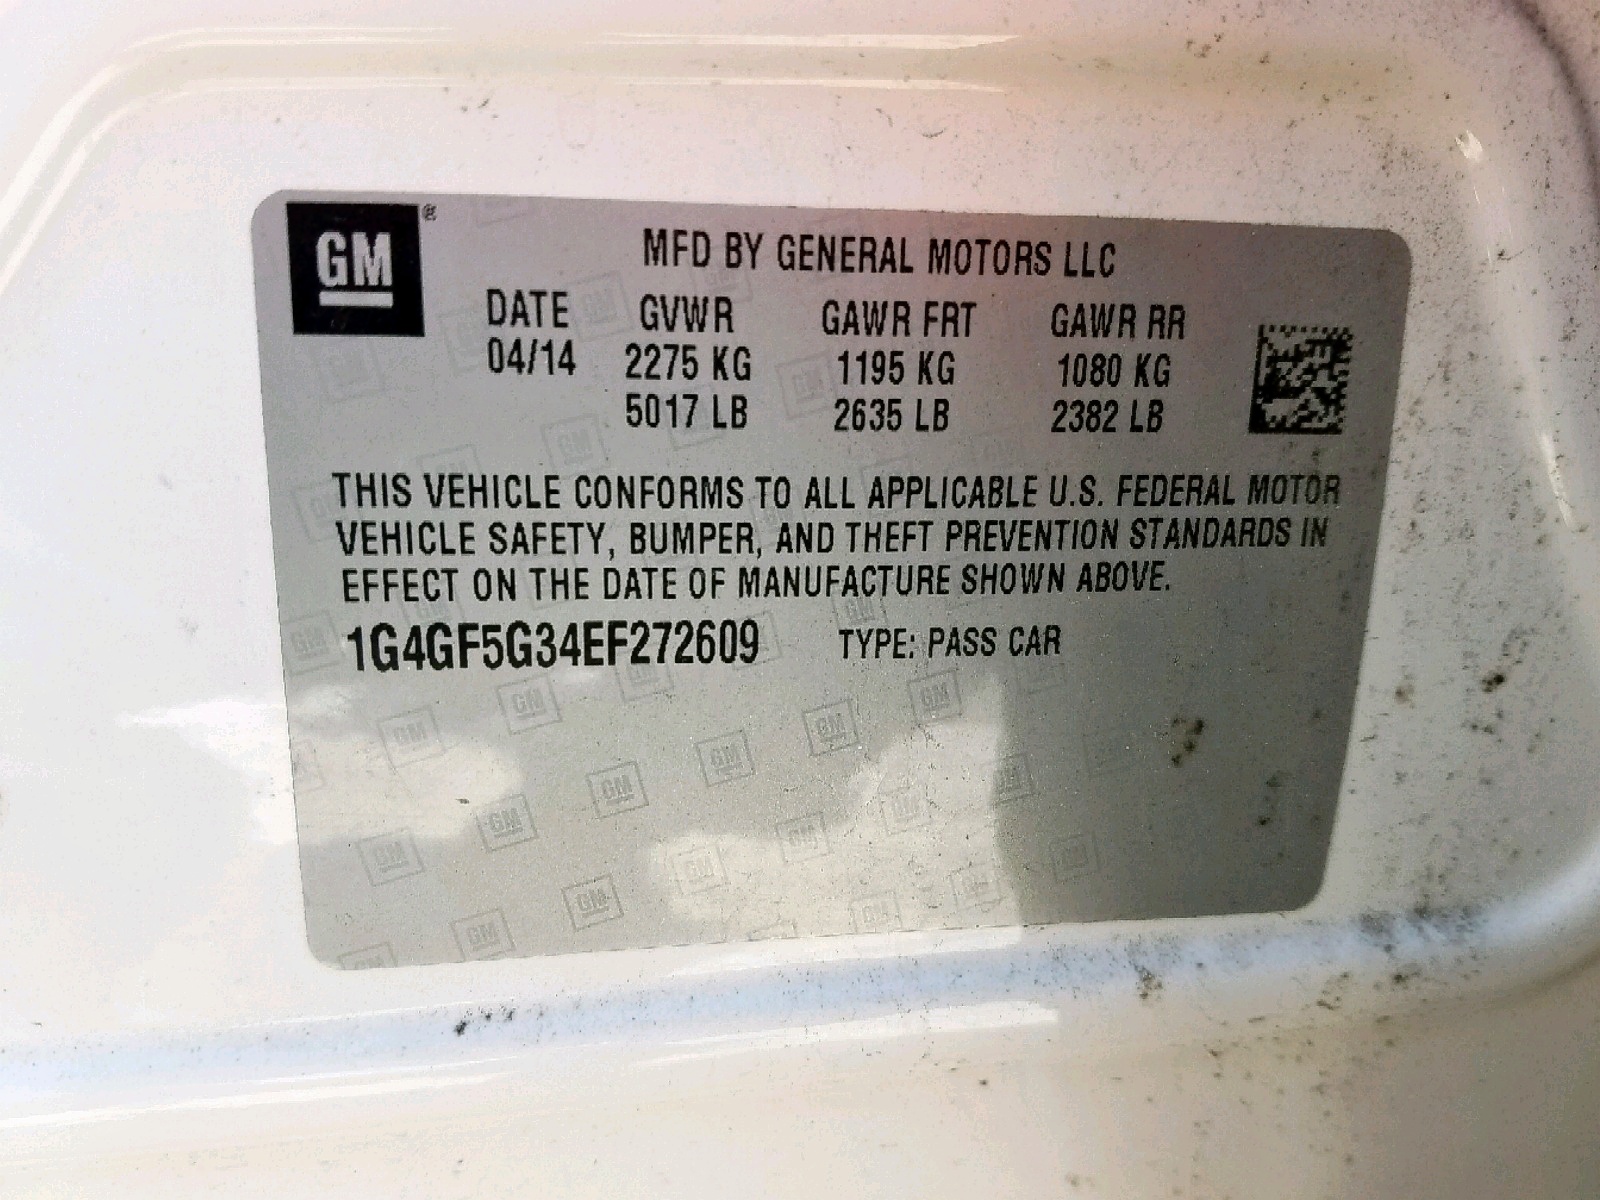 GM®
MFD BY GENERAL MOTORS LLC
DATE GVWR GAWR FRT GAWR RR
04/14 2275 KG 1195 KG 1080 KG
5017 LB 2635 LB 2382 LB
THIS VEHICLE CONFORMS TO ALL APPLICABLE U.S. FEDERAL MOTOR
VEHICLE SAFETY, BUMPER, AND THEFT PREVENTION STANDARDS IN
EFFECT ON THE DATE OF MANUFACTURE SHOWN ABOVE.
1G4GF5G34EF272609 TYPE: PASS CAR